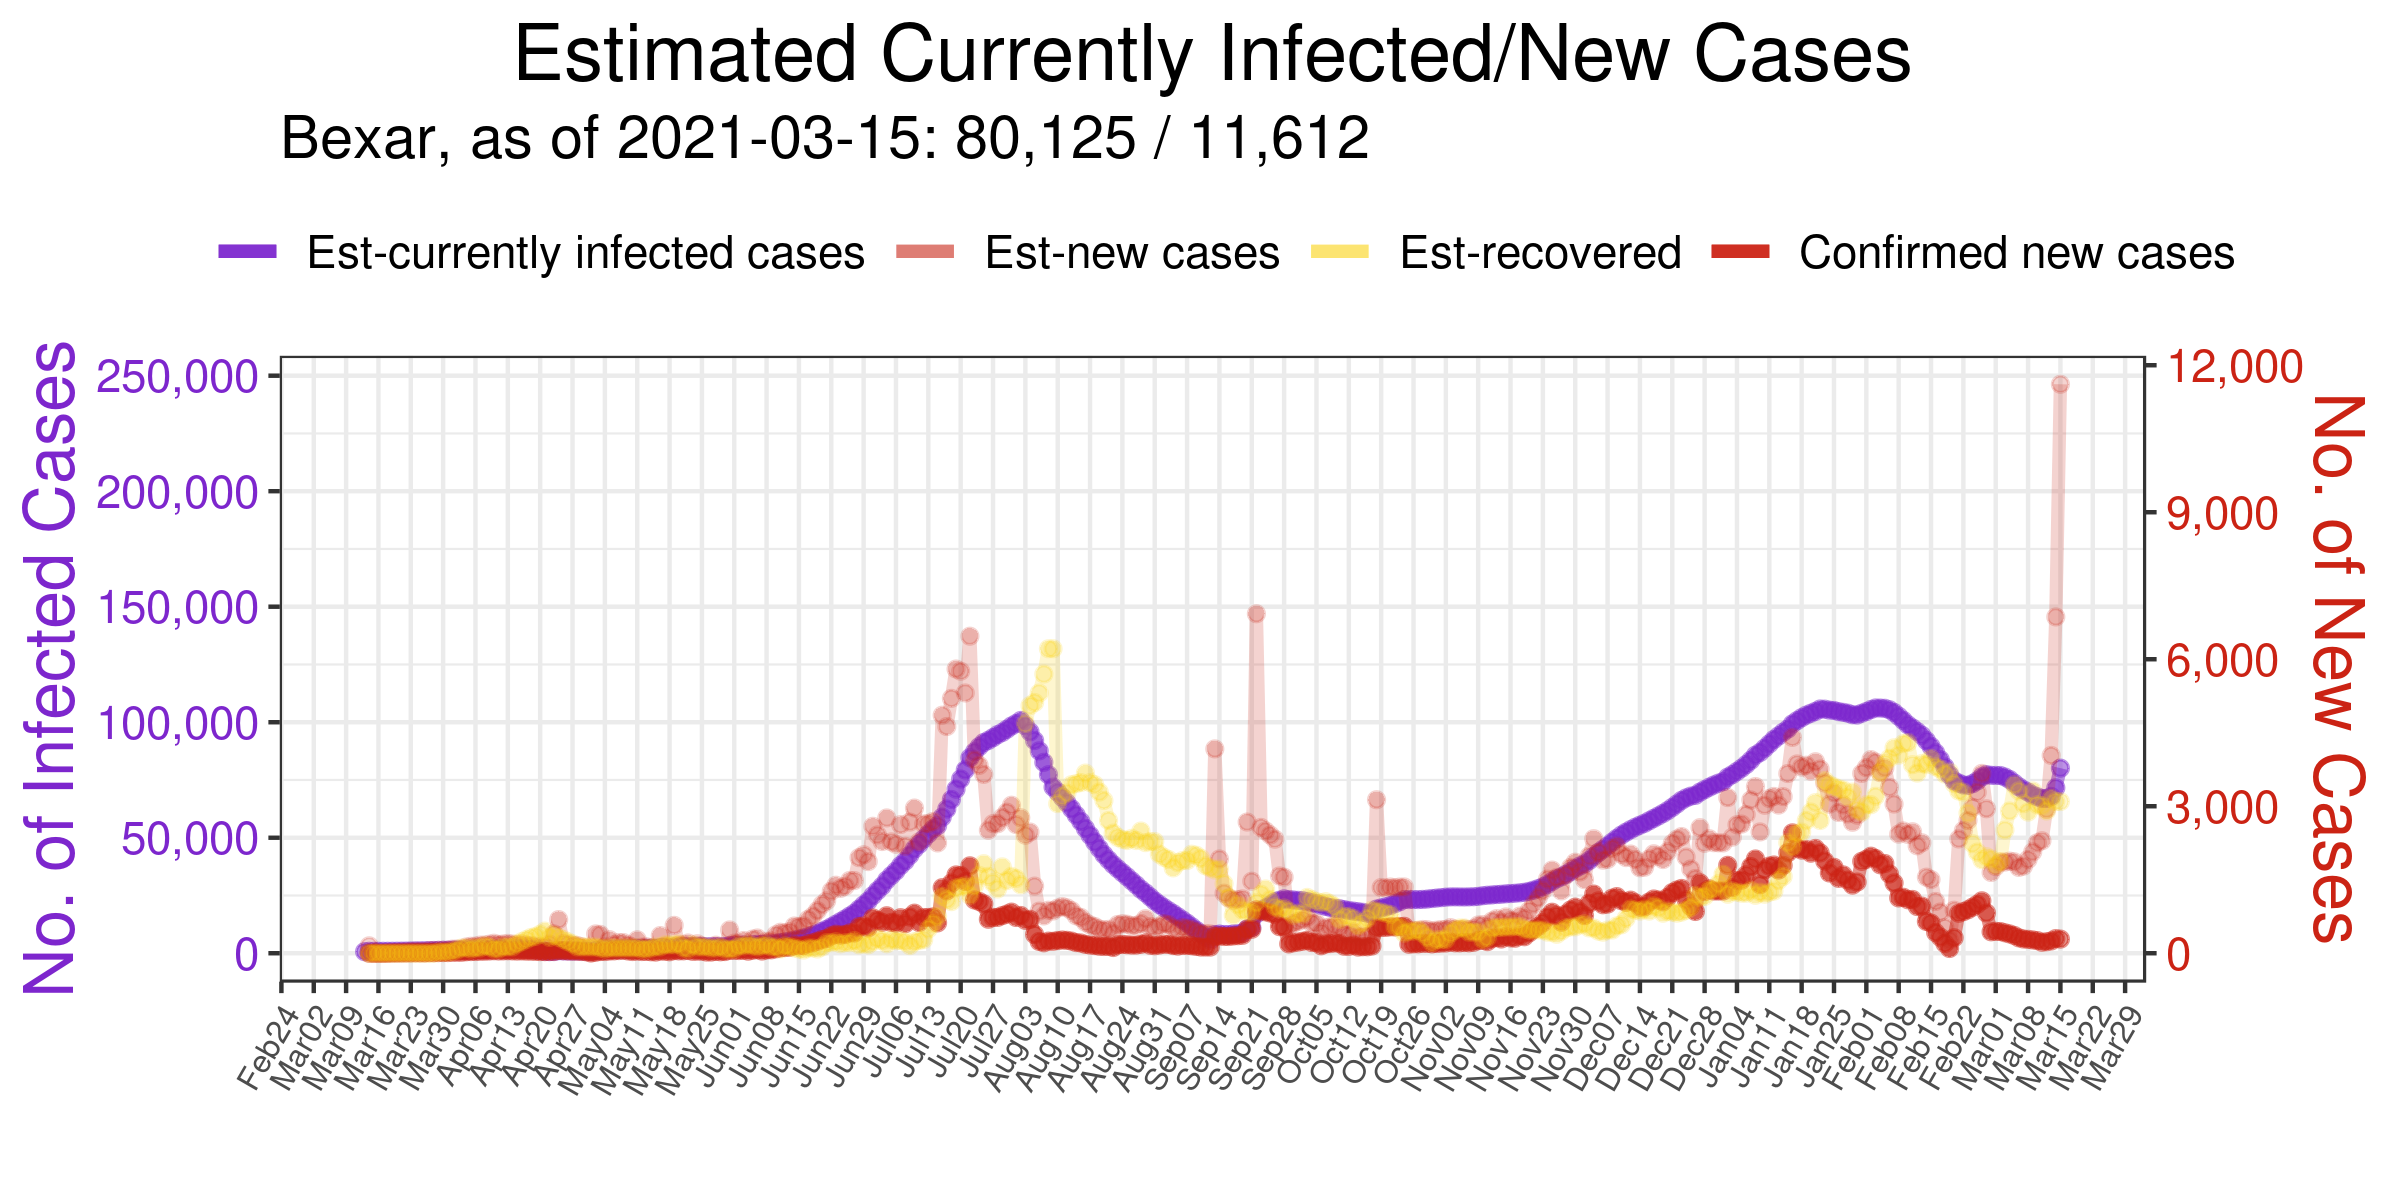 Estimated Currently Infected/New Cases
Bexar, as of 2021-03-15: 80,125 / 11,612
Est-currently infected cases Est-new cases Est-recovered Confirmed new cases
No. of Infected Cases
250,000
200,000
150,000
100,000
50,000
0
12,000
9,000
6,000
3,000
0
No. of New Cases
Feb24
Mar02
Mar09
Mar16
Mar23
Mar30
Apr06
Apr13
Apr20
Apr27
May04
May11
May18
May25
Jun01
Jun08
Jun15
Jun22
Jun29
Jul06
Jul13
Jul20
Jul27
Aug03
Aug10
Aug17
Aug24
Aug31
Sep07
Sep14
Sep21
Sep28
Oct05
Oct12
Oct19
Oct26
Nov02
Nov09
Nov16
Nov23
Nov30
Dec07
Dec14
Dec21
Dec28
Jan04
Jan11
Jan18
Jan25
Feb01
Feb08
Feb15
Feb22
Mar01
Mar08
Mar15
Mar22
Mar29